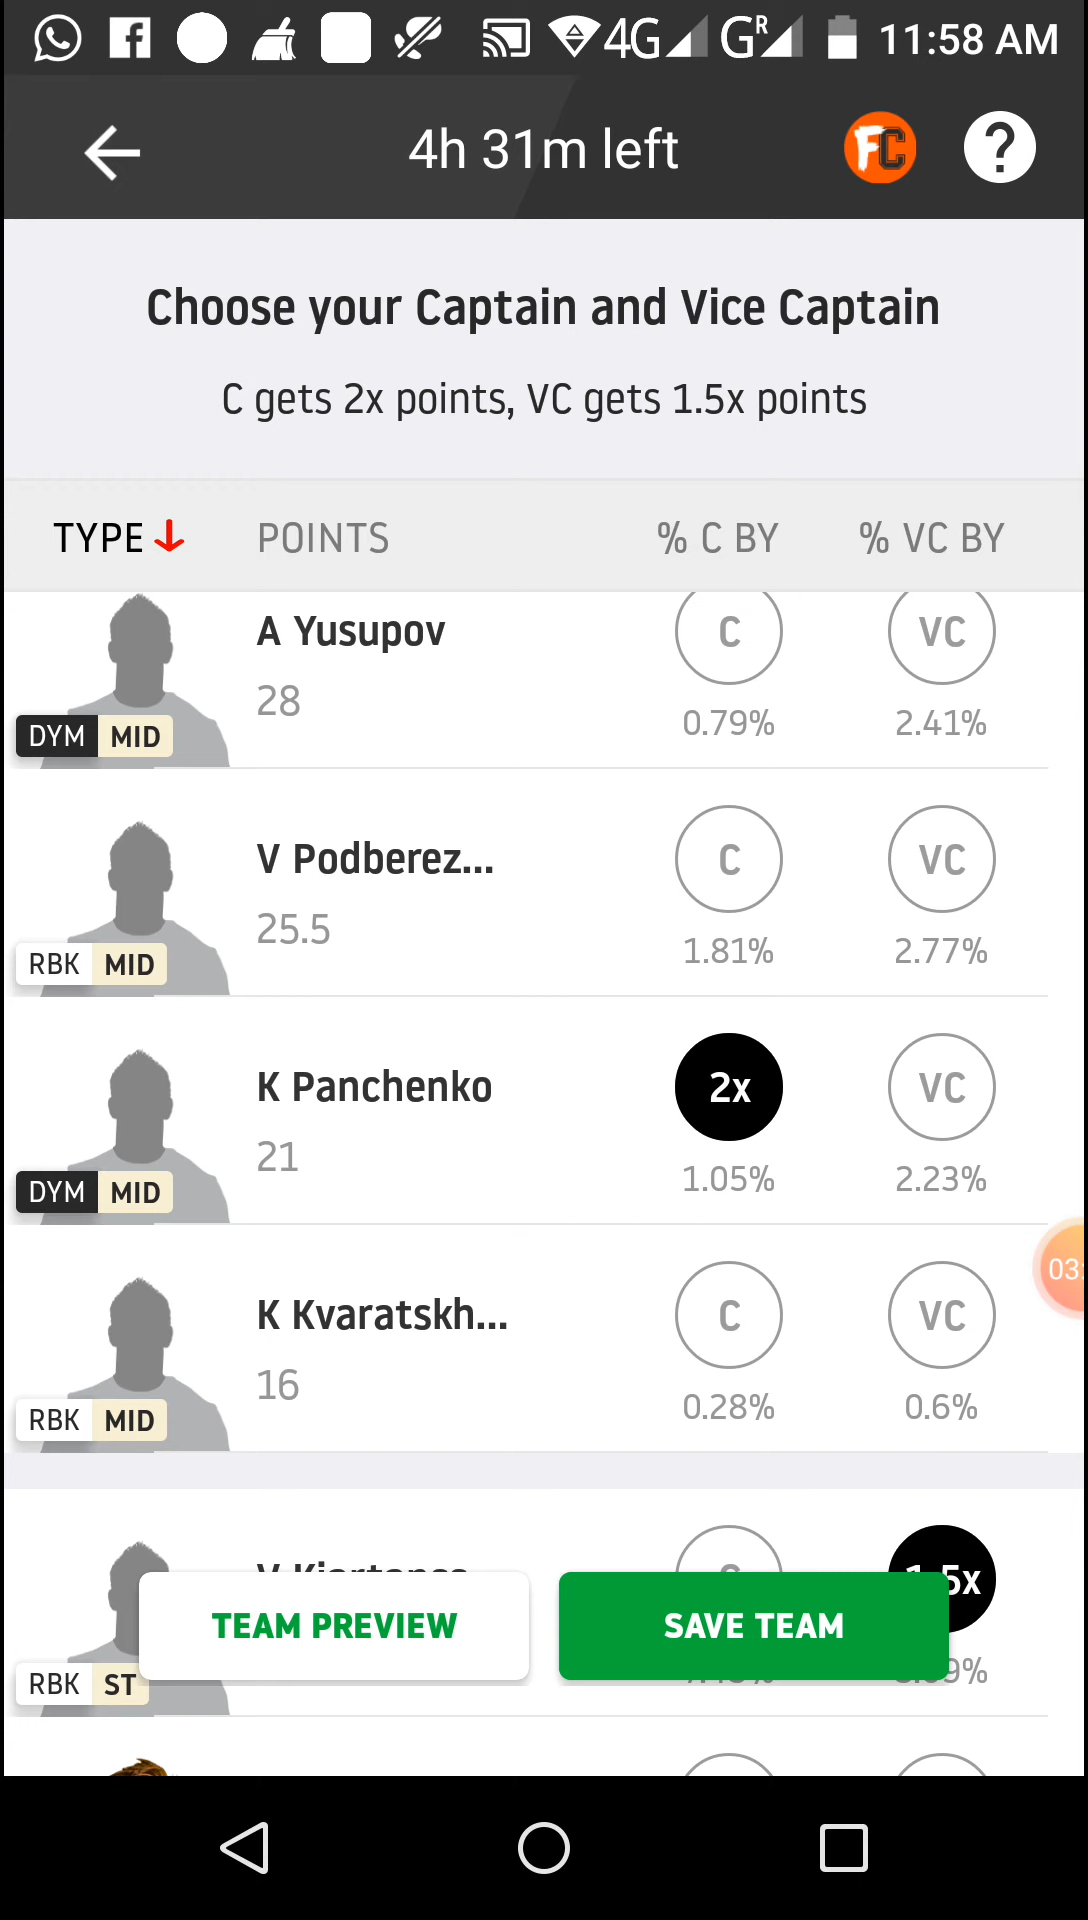 4G GR 11:58 AM
4h 31m left FC ?
Choose your Captain and Vice Captain
C gets 2x points, VC gets 1.5x points
TYPE POINTS % C BY % VC BY
A Yusupov C VC
28 0.79% 2.41%
DYM MID
V Podberez... C VC
25.5 1.81% 2.77%
RBK MID
K Panchenko 2x VC
21 1.05% 2.23%
DYM MID
03:
K Kvaratskh... C VC
16 0.28% 0.6%
RBK MID
TEAM PREVIEW SAVE TEAM
RBK ST